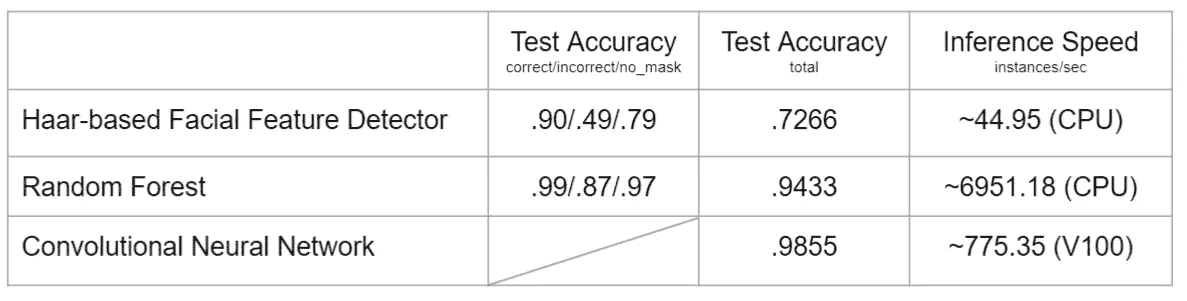 Test Accuracy Test Accuracy Inference Speed
correct/incorrect/no_mask total instances/sec
Haar-based Facial Feature Detector .90/.49/.79 .7266 ~44.95 (CPU)
Random Forest .99/.87/.97 .9433 ~6951.18 (CPU)
Convolutional Neural Network .9855 ~775.35 (V100)